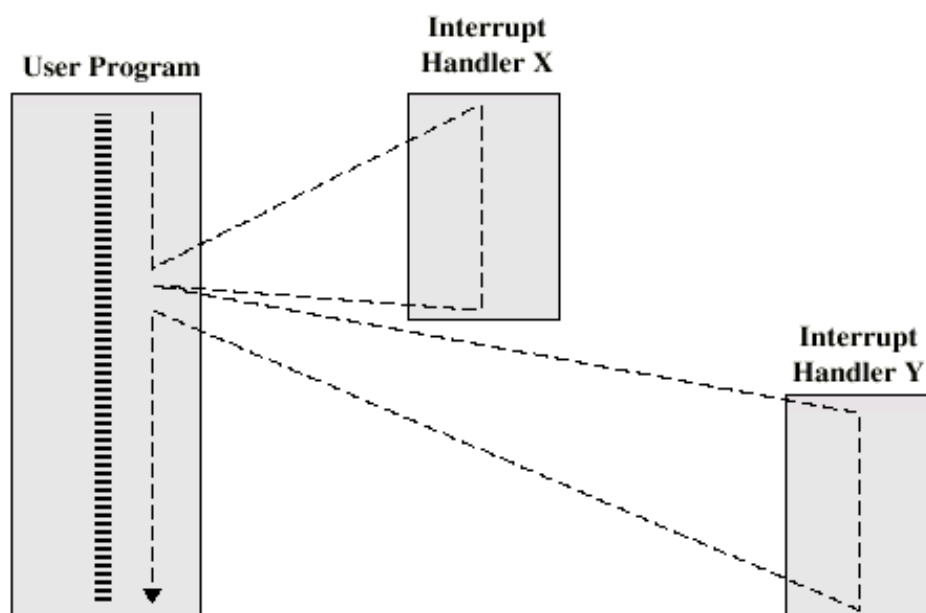 User Program
Interrupt
Handler X
Interrupt
Handler Y